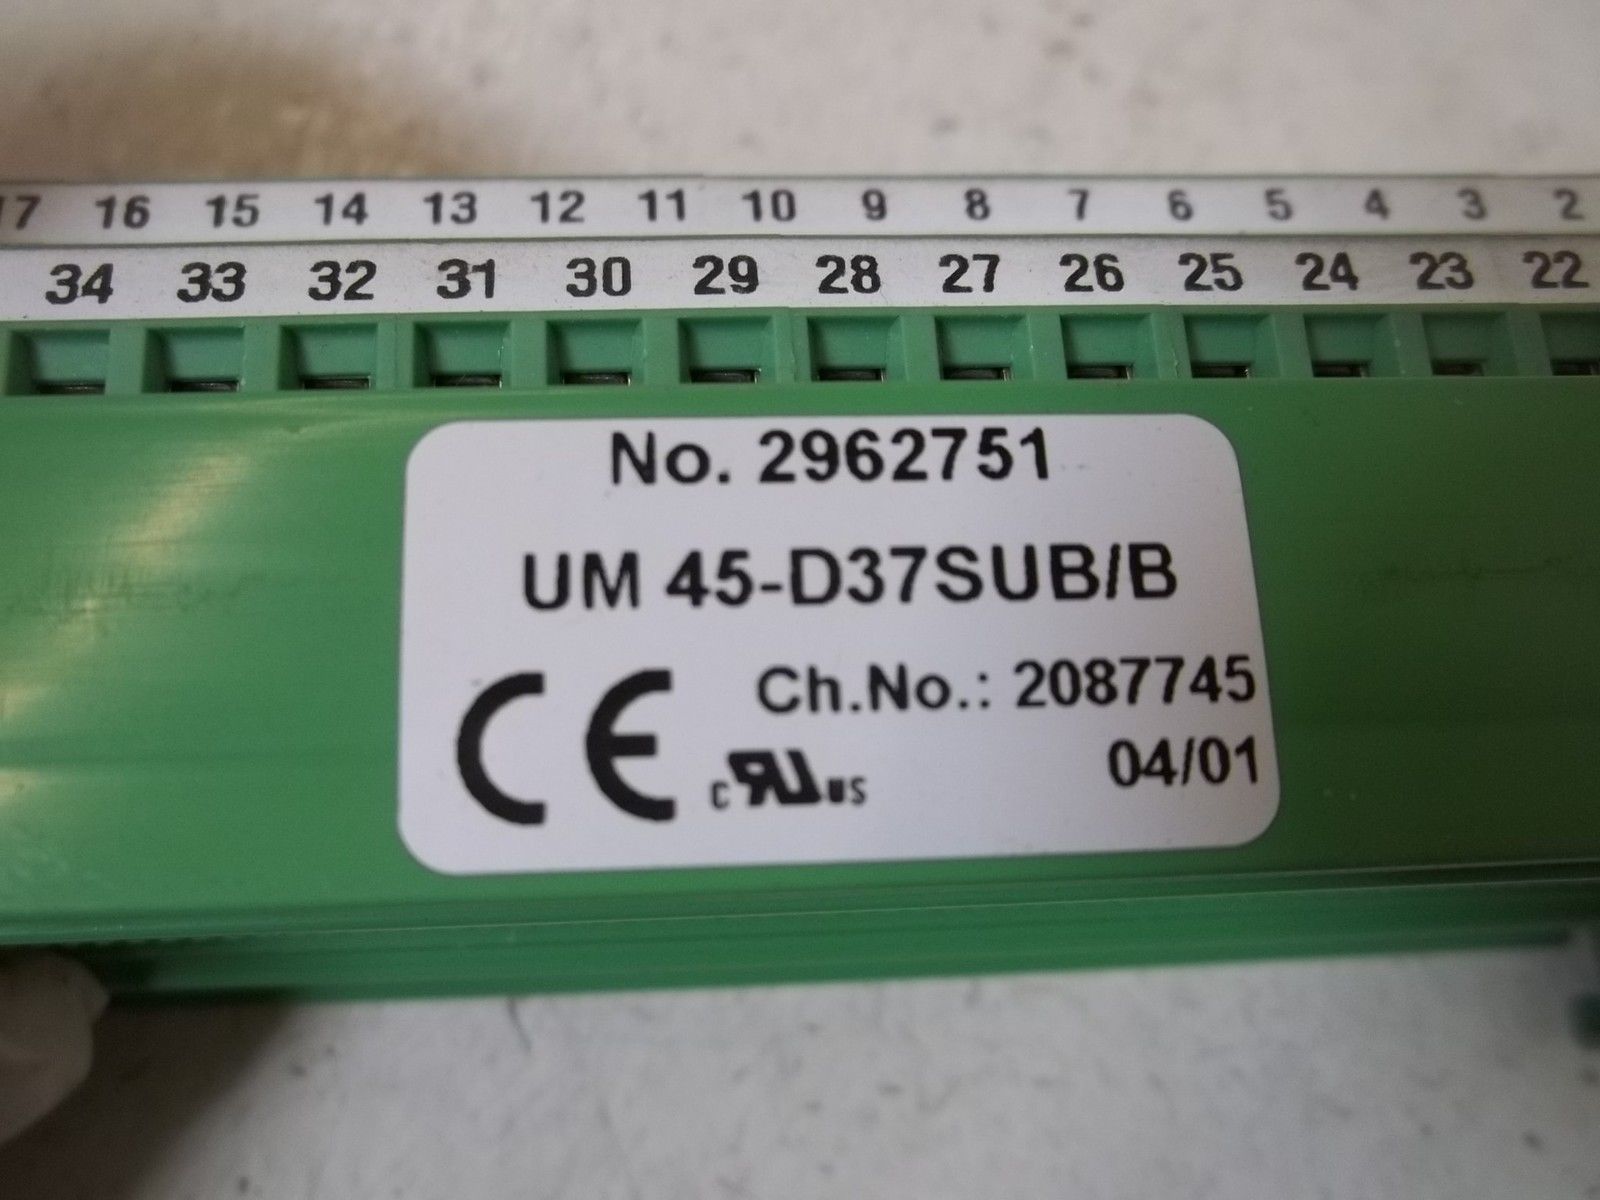 17 16 15 14 13 12 11 10 9 8 7 6 5 4 3 2
34 33 32 31 30 29 28 27 26 25 24 23 22
No. 2962751
UM 45-D37SUB/B
CE Ch.No.: 2087745
c RU us 04/01